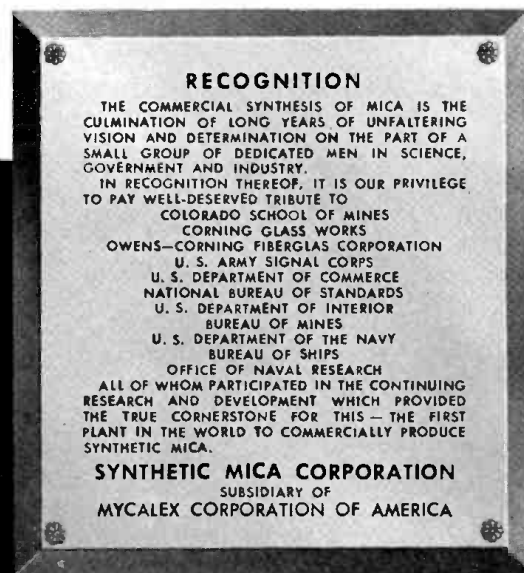 RECOGNITION
THE COMMERCIAL SYNTHESIS OF MICA IS THE
CULMINATION OF LONG YEARS OF UNFALTERING
VISION AND DETERMINATION ON THE PART OF A
SMALL GROUP OF DEDICATED MEN IN SCIENCE,
GOVERNMENT AND INDUSTRY.
IN RECOGNITION THEREOF, IT IS OUR PRIVILEGE
TO PAY WELL-DESERVED TRIBUTE TO
COLORADO SCHOOL OF MINES
CORNING GLASS WORKS
OWENS—CORNING FIBERGLAS CORPORATION
U. S. ARMY SIGNAL CORPS
U. S. DEPARTMENT OF COMMERCE
NATIONAL BUREAU OF STANDARDS
U. S. DEPARTMENT OF INTERIOR
BUREAU OF MINES
U. S. DEPARTMENT OF THE NAVY
BUREAU OF SHIPS
OFFICE OF NAVAL RESEARCH
ALL OF WHOM PARTICIPATED IN THE CONTINUING
RESEARCH AND DEVELOPMENT WHICH PROVIDED
THE TRUE CORNERSTONE FOR THIS — THE FIRST
PLANT IN THE WORLD TO COMMERCIALLY PRODUCE
SYNTHETIC MICA.
SYNTHETIC MICA CORPORATION
SUBSIDIARY OF
MYCALEX CORPORATION OF AMERICA